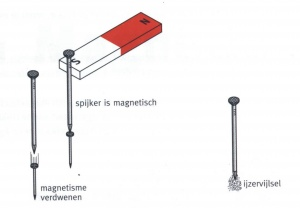 N
S
spijker is magnetisch
magnetisme
verdwenen
ijzervijlsel